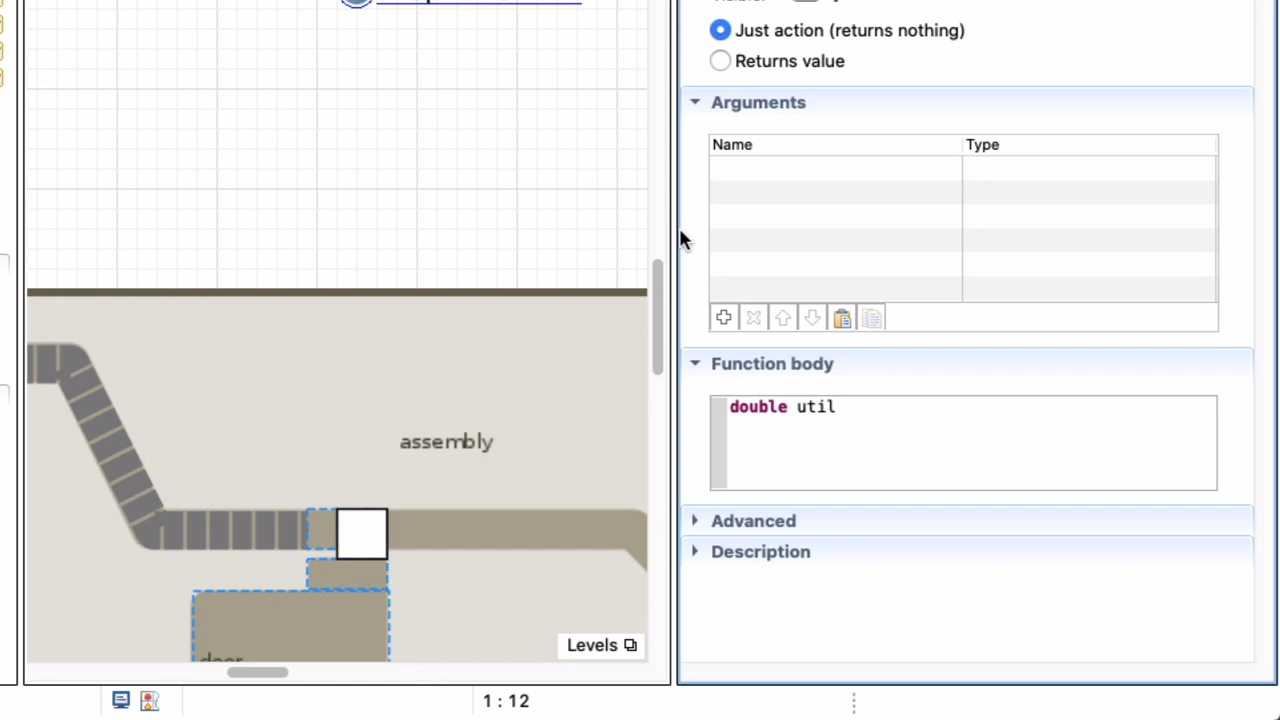 Just action (returns nothing)
Returns value
Arguments
Name Type
Function body
double util
Advanced
Description
assembly
door
Levels
1 : 12